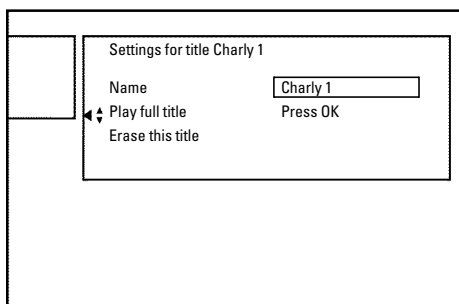 Settings for title Charly 1
Name Charly 1
Play full title Press OK
Erase this title